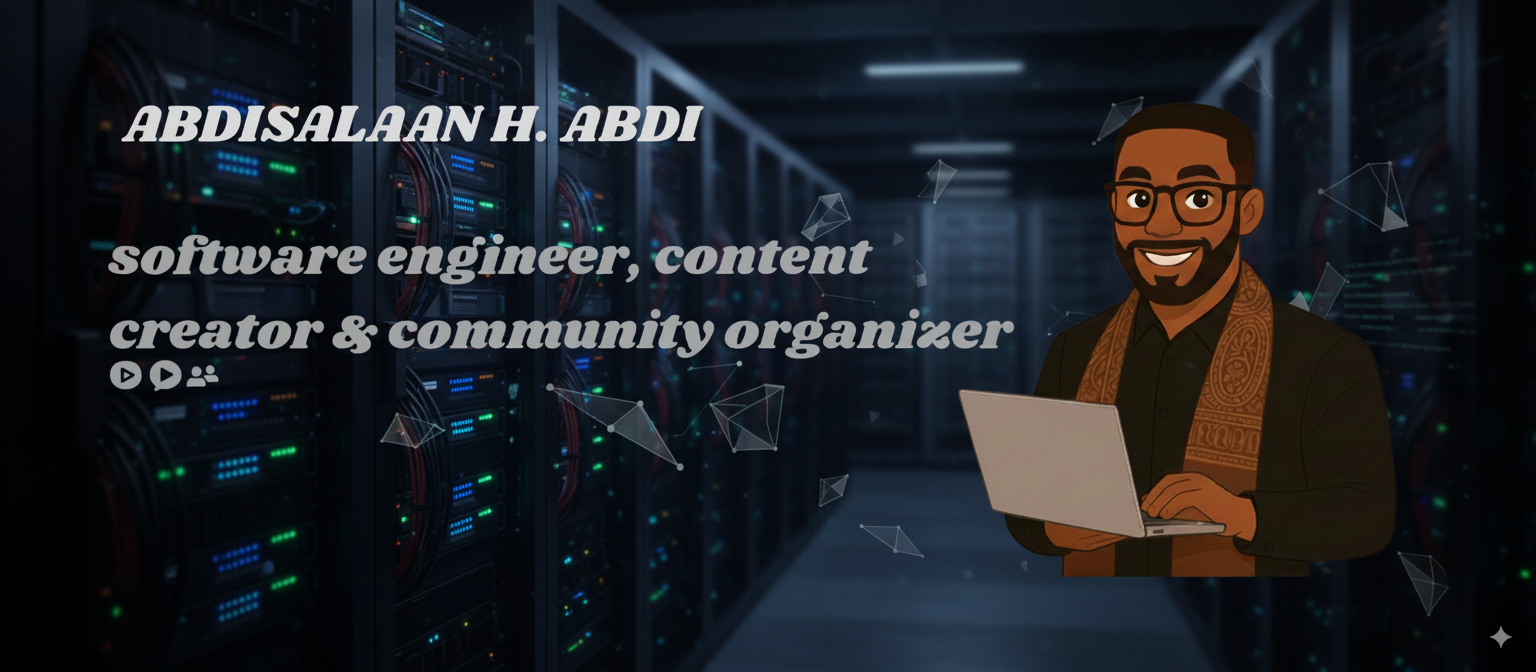 ABDISALAAN H. ABDI
software engineer, content
creator & community organizer